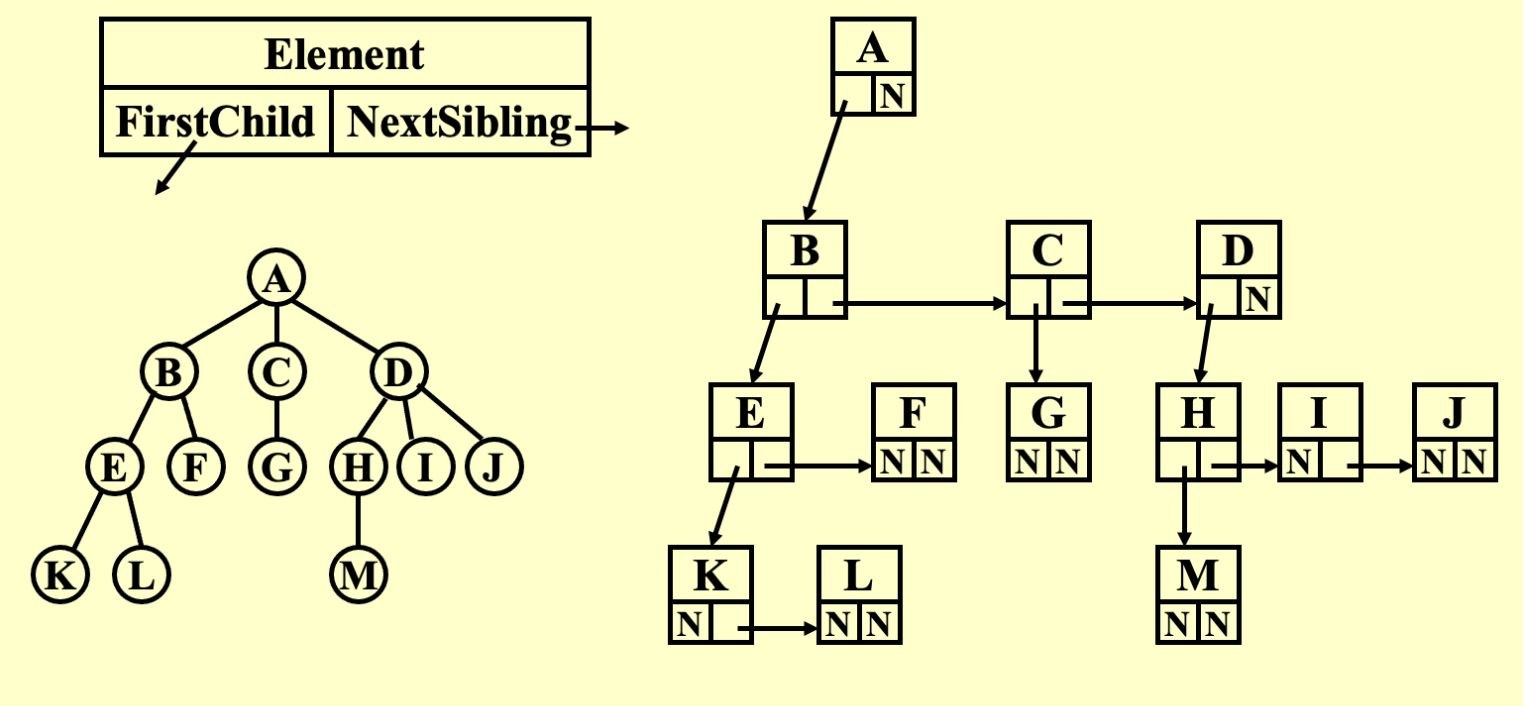 Element
FirstChild NextSibling
A
B C D
E F G H I J
K L M
A
N
B C D
N
E F G H I J
N N N N N N N
K L M
N N N N N